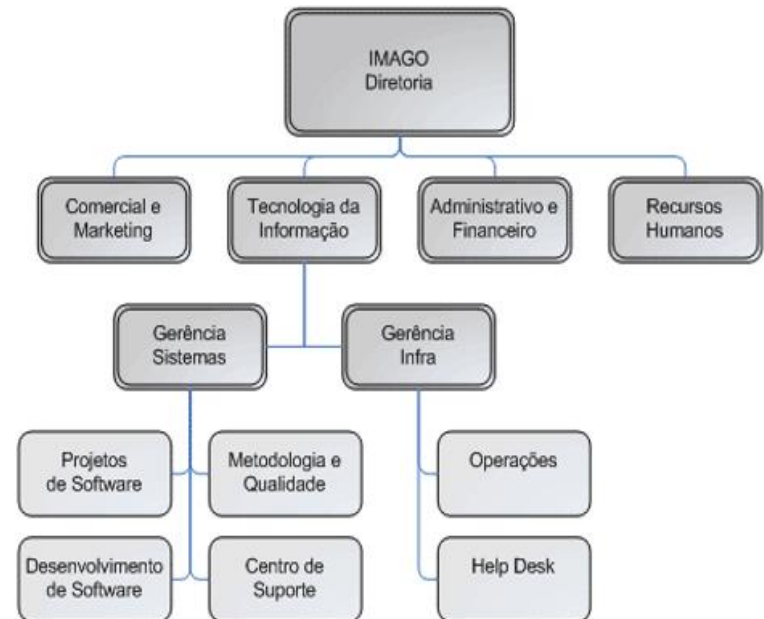 IMAGO
Diretoria
Comercial e
Marketing
Tecnologia da
Informação
Administrativo e
Financeiro
Recursos
Humanos
Gerência
Sistemas
Gerência
Infra
Projetos
de Software
Metodologia e
Qualidade
Operações
Desenvolvimento
de Software
Centro de
Suporte
Help Desk